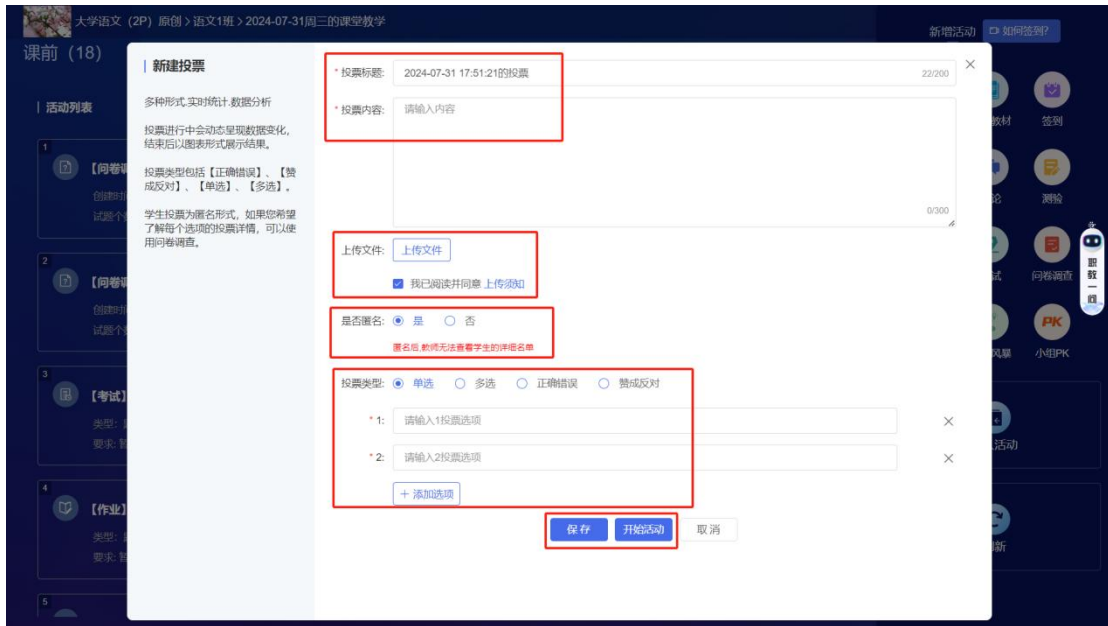 大学语文（2P）原创 > 语文1班 > 2024-07-31周三的课堂教学
新增活动
如何签到?
课前（18）
活动列表
签到
测验
问卷调查
小组PK
职教一问
1
【问卷
创建时
试题个
2
【问卷
创建时
试题个
3
【考试】
类型:
要求:
4
【作业】
类型:
要求:
5
新建投票
多种形式.实时统计.数据分析
投票进行中会动态呈现数据变化,
结束后以图表形式展示结果。
投票类型包括【正确错误】、【赞
成反对】、【单选】、【多选】。
学生投票为匿名形式，如果您希望
了解每个选项的投票详情，可以使
用问卷调查。
* 投票标题: 2024-07-31 17:51:21的投票 22/200
* 投票内容: 请输入内容
0/300
上传文件: 上传文件
我已阅读并同意 上传须知
是否匿名: 是 否
匿名后,教师无法查看学生的详细名单
投票类型: 单选 多选 正确错误 赞成反对
* 1: 请输入1投票选项
* 2: 请输入2投票选项
+ 添加选项
保存 开始活动 取消